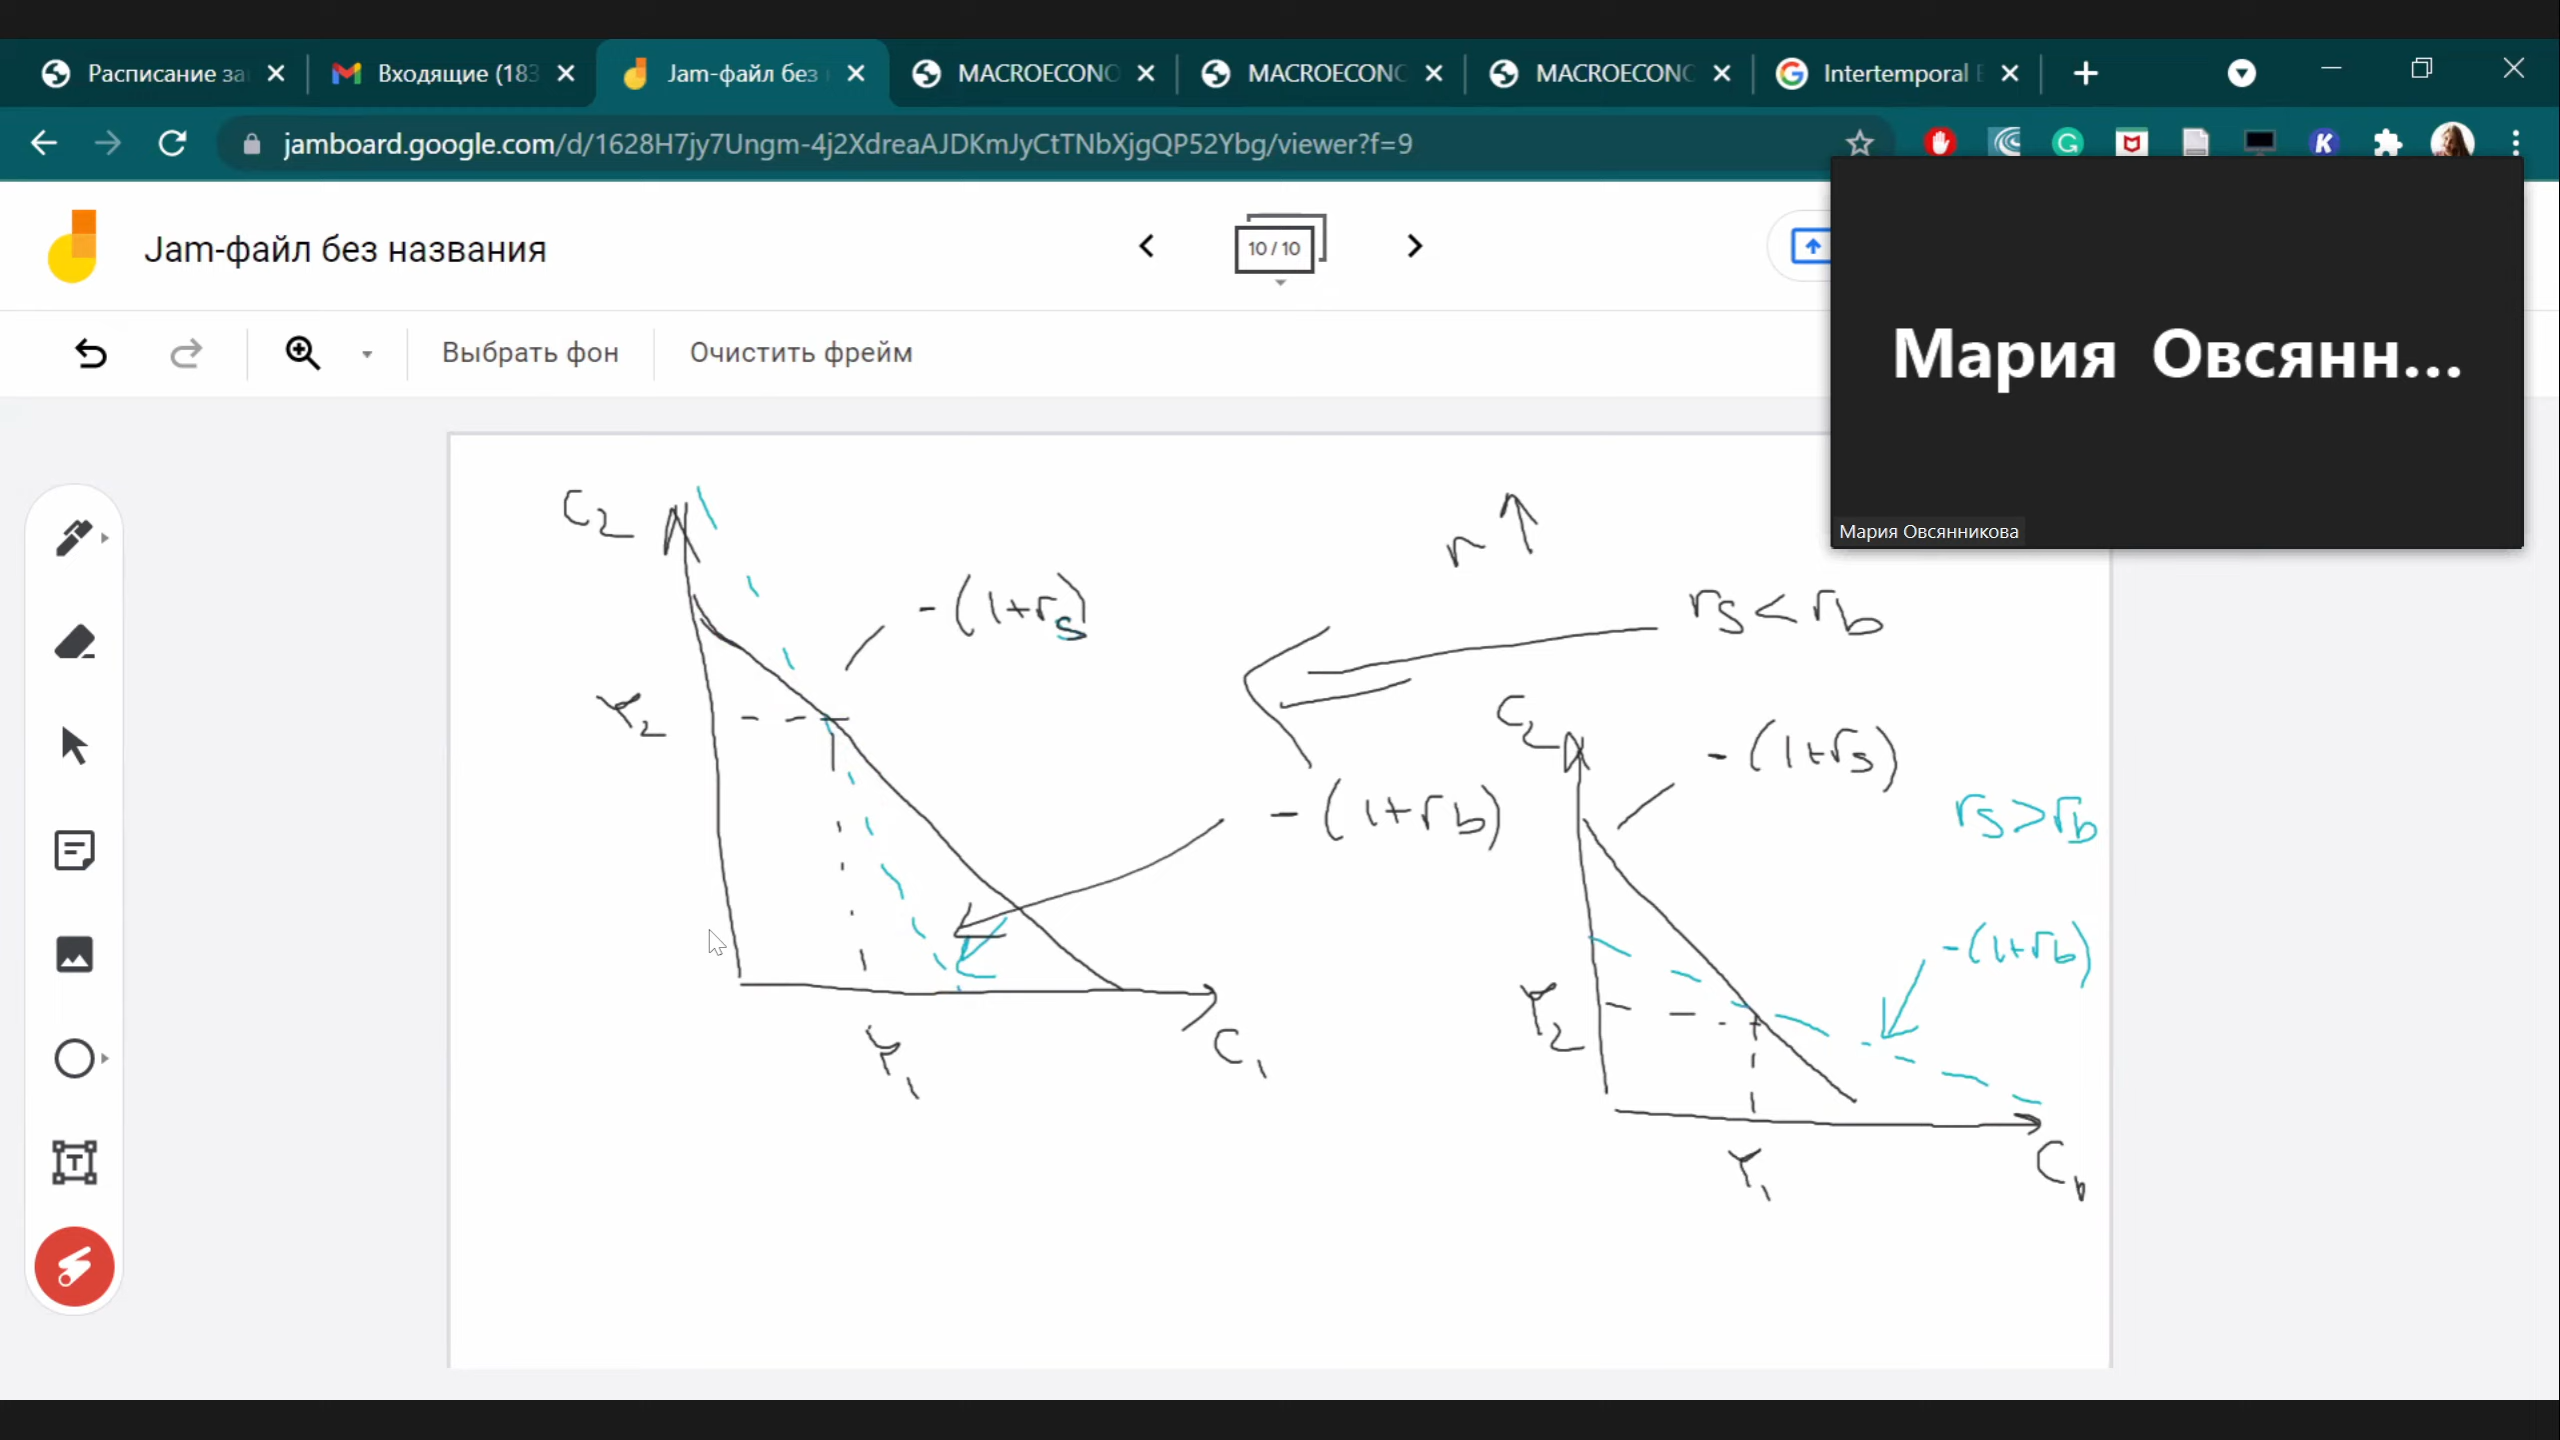 Расписание за
Входящие (183
Jam-файл без
MACROECONO
MACROECONO
MACROECONO
Intertemporal
jamboard.google.com/d/1628H7jy7Ungm-4j2XdreaAJDKmJyCtTNbXjgQP52Ybg/viewer?f=9
Jam-файл без названия
10 / 10
Выбрать фон
Очистить фрейм
Мария Овсянн...
Мария Овсянникова
C2
-(1+rs)
r↑
rs<rb
Y2
C2
-(1+rs)
-(1+rb)
rs>rb
-(1+rb)
Y2
Y1
C1
Y1
C1